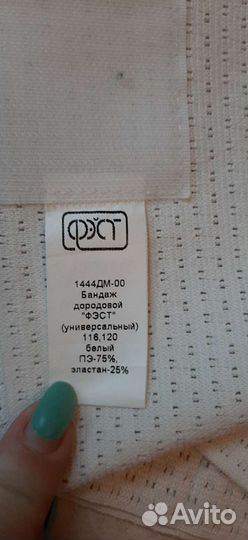 ФЭСТ
1444ДМ-00
Бандаж
дородовой
"ФЭСТ"
(универсальный)
116,120
белый
ПЭ-75%,
эластан-25%
Avito